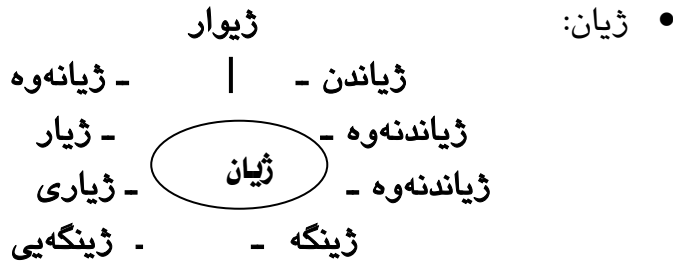 • ژیان:
ژیوار
ژیاندن - | - ژیانەوە
ژیاندنەوە - - ژیار
ژیان
ژیاندنەوە - - ژیاری
ژینگە - - ژینگەیی